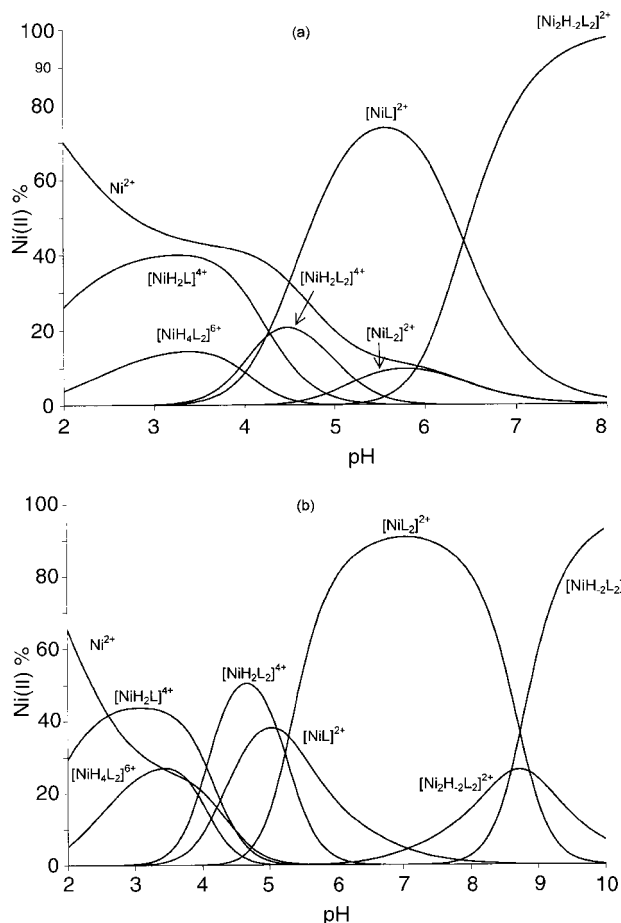 (a)
[Ni₂H₋₂L₂]²⁺
100
100
90
[NiL]²⁺
80
Ni(II) %
60
Ni²⁺
40
[NiH₂L]⁴⁺
[NiH₂L₂]⁴⁺
20
[NiH₄L₂]⁶⁺
[NiL₂]²⁺
0
2 3 4 5 6 7 8
pH
(b)
100
[NiL₂]²⁺
[NiH₋₂L₂]
80
Ni(II) %
60
Ni²⁺
[NiH₂L]⁴⁺
[NiH₂L₂]⁴⁺
40
[NiL]²⁺
[NiH₄L₂]⁶⁺
[Ni₂H₋₂L₂]²⁺
20
0
2 3 4 5 6 7 8 9 10
pH